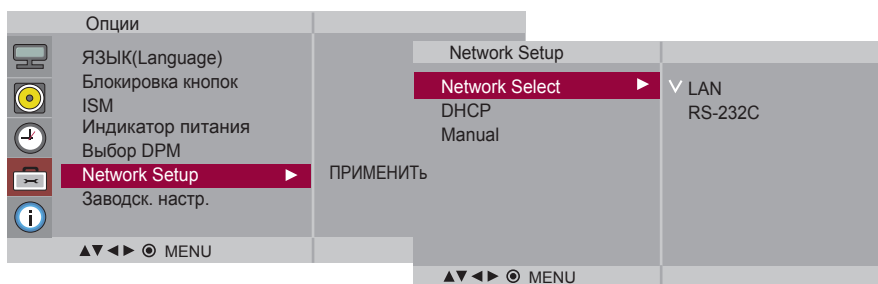 Опции
ЯЗЫК(Language)
Блокировка кнопок
ISM
Индикатор питания
Выбор DPM
Network Setup ►
ПРИМЕНИТЬ
Заводск. настр.
▲▼◄► MENU
Network Setup
Network Select ►
DHCP
Manual
LAN
RS-232C
▲▼◄► MENU